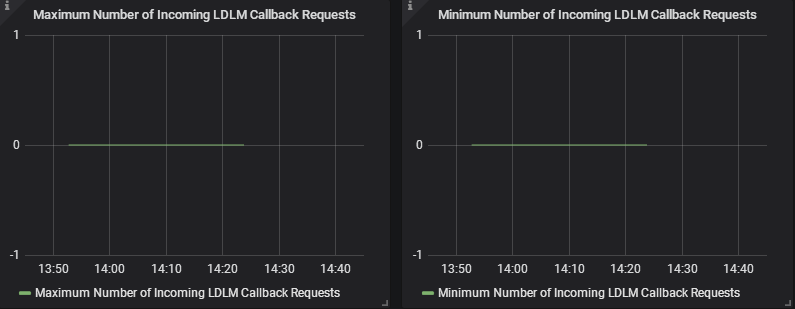 Maximum Number of Incoming LDLM Callback Requests
1
0
-1
13:50 14:00 14:10 14:20 14:30 14:40
Maximum Number of Incoming LDLM Callback Requests
Minimum Number of Incoming LDLM Callback Requests
1
0
-1
13:50 14:00 14:10 14:20 14:30 14:40
Minimum Number of Incoming LDLM Callback Requests